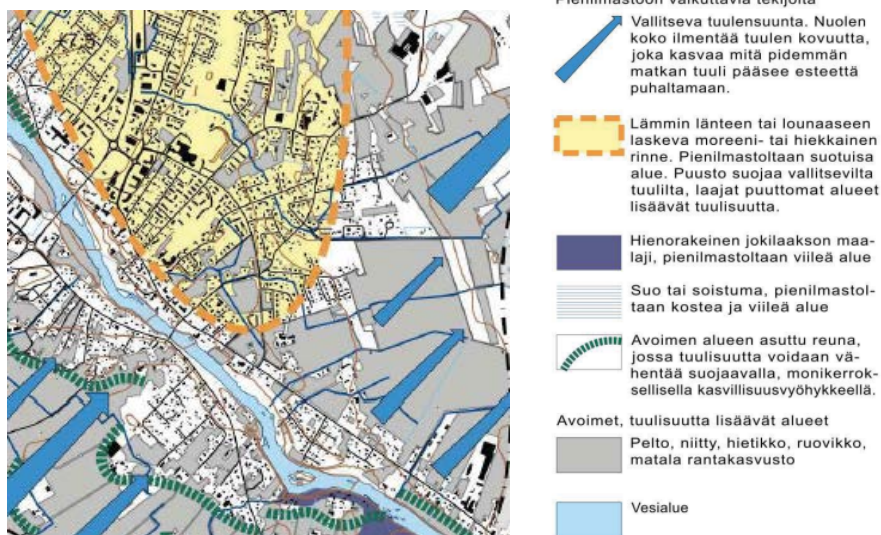 Pienilmastoon vaikuttavia tekijöitä
Vallitseva tuulensuunta. Nuolen
koko ilmentää tuulen kovuutta,
joka kasvaa mitä pidemmän
matkan tuuli pääsee esteettä
puhaltamaan.
Lämmin länteen tai lounaaseen
laskeva moreeni- tai hiekkainen
rinne. Pienilmastoltaan suotuisa
alue. Puusto suojaa vallitsevilta
tuulilta, laajat puuttomat alueet
lisäävät tuulisuutta.
Hienorakeinen jokilaakson maa-
laji, pienilmastoltaan viileä alue
Suo tai soistuma, pienilmastol-
taan kostea ja viileä alue
Avoimen alueen asuttu reuna,
jossa tuulisuutta voidaan vä-
hentää suojaavalla, monikerrok-
sellisella kasvillisuusvyöhykkeellä.
Avoimet, tuulisuutta lisäävät alueet
Pelto, niitty, hietikko, ruovikko,
matala rantakasvusto
Vesialue